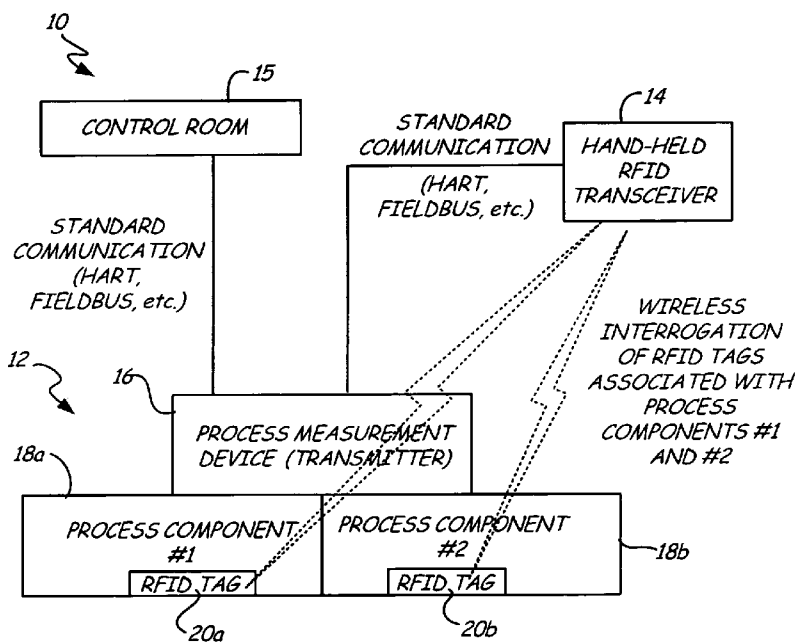 10
15
CONTROL ROOM
14
HAND-HELD
RFID
TRANSCEIVER
STANDARD
COMMUNICATION
(HART,
FIELDBUS, etc.)
STANDARD
COMMUNICATION
(HART,
FIELDBUS, etc.)
WIRELESS
INTERROGATION
OF RFID TAGS
ASSOCIATED WITH
PROCESS
COMPONENTS #1
AND #2
12
16
PROCESS MEASUREMENT
DEVICE (TRANSMITTER)
18a
PROCESS COMPONENT
#1
RFID TAG
20a
PROCESS COMPONENT
#2
RFID TAG
20b
18b